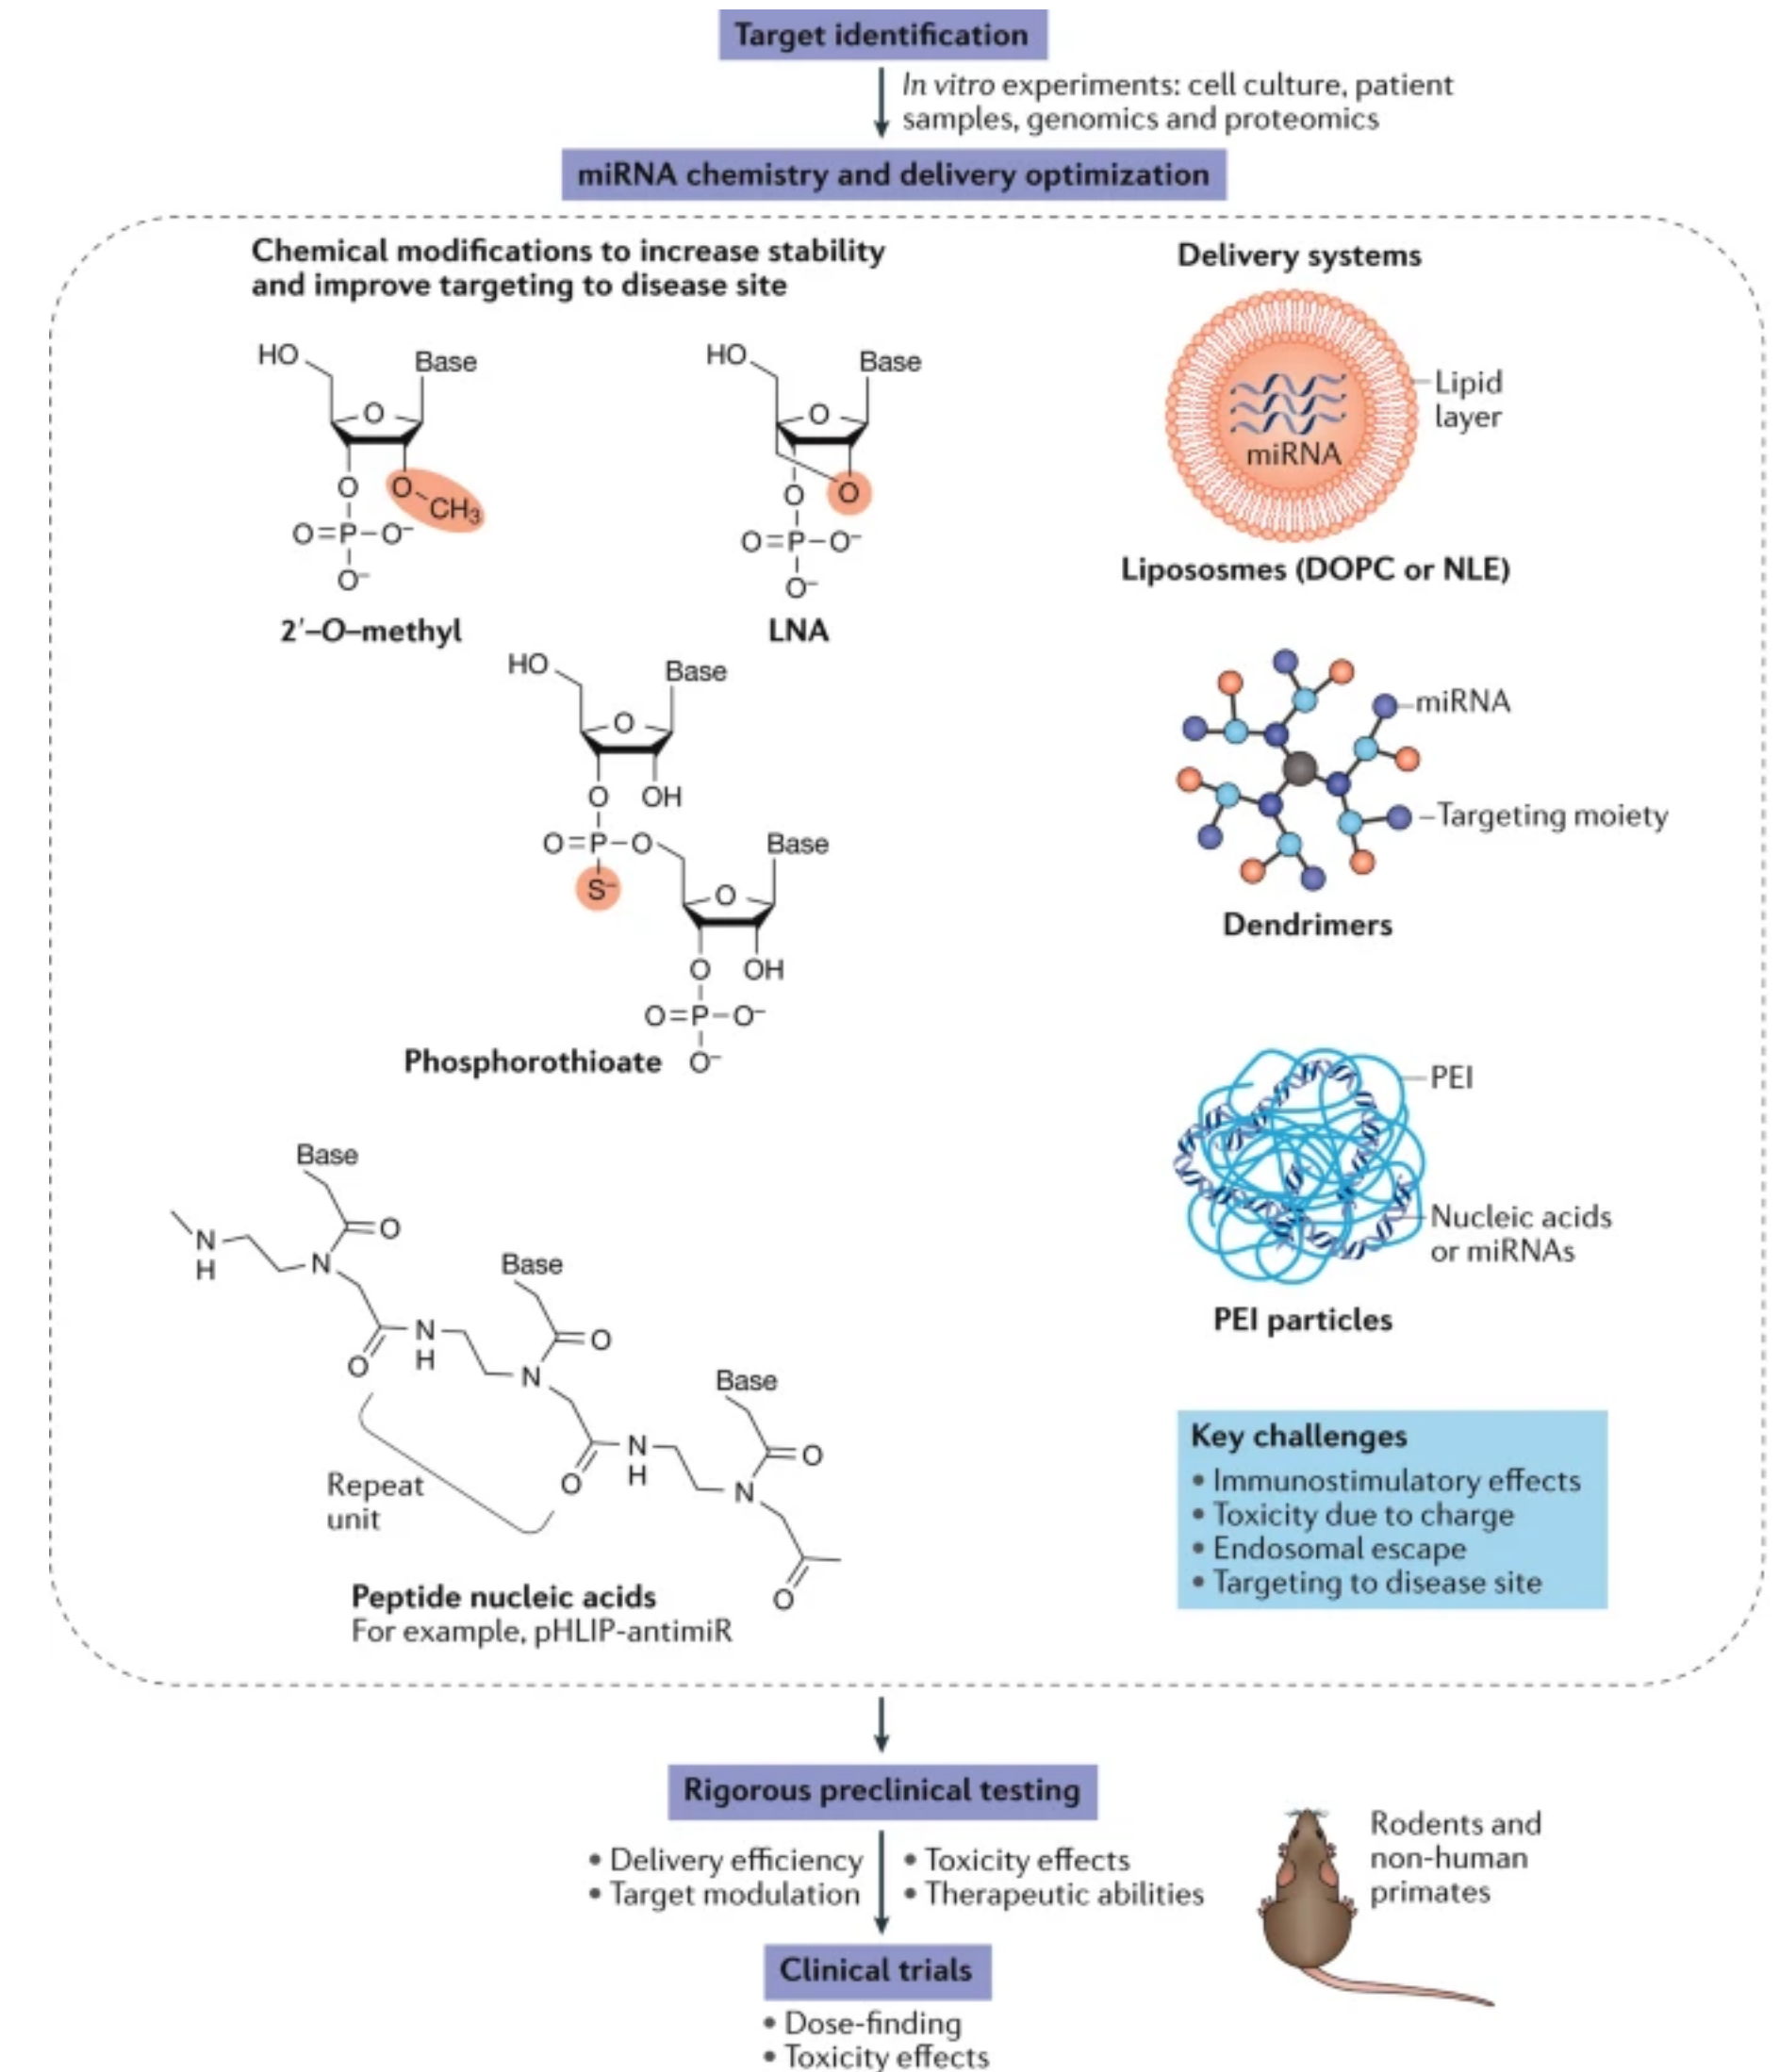 Target identification
In vitro experiments: cell culture, patient
samples, genomics and proteomics
miRNA chemistry and delivery optimization
Chemical modifications to increase stability
and improve targeting to disease site
HO
Base
O
O
O
CH3
O=P–O–
O–
2′–O–methyl
HO
Base
O
O
O
O=P–O–
O–
LNA
HO
Base
O
O
OH
O=P–O
S–
Base
O
O
OH
O=P–O–
O–
Phosphorothioate
Base
O
N
H
N
O
N
H
Base
O
N
O
N
H
Base
O
N
O
Repeat
unit
Peptide nucleic acids
For example, pHLIP-antimiR
Delivery systems
Lipid
layer
miRNA
Lipososmes (DOPC or NLE)
miRNA
Targeting moiety
Dendrimers
PEI
Nucleic acids
or miRNAs
PEI particles
Key challenges
• Immunostimulatory effects
• Toxicity due to charge
• Endosomal escape
• Targeting to disease site
Rigorous preclinical testing
• Delivery efficiency
• Target modulation
• Toxicity effects
• Therapeutic abilities
Rodents and
non-human
primates
Clinical trials
• Dose-finding
• Toxicity effects